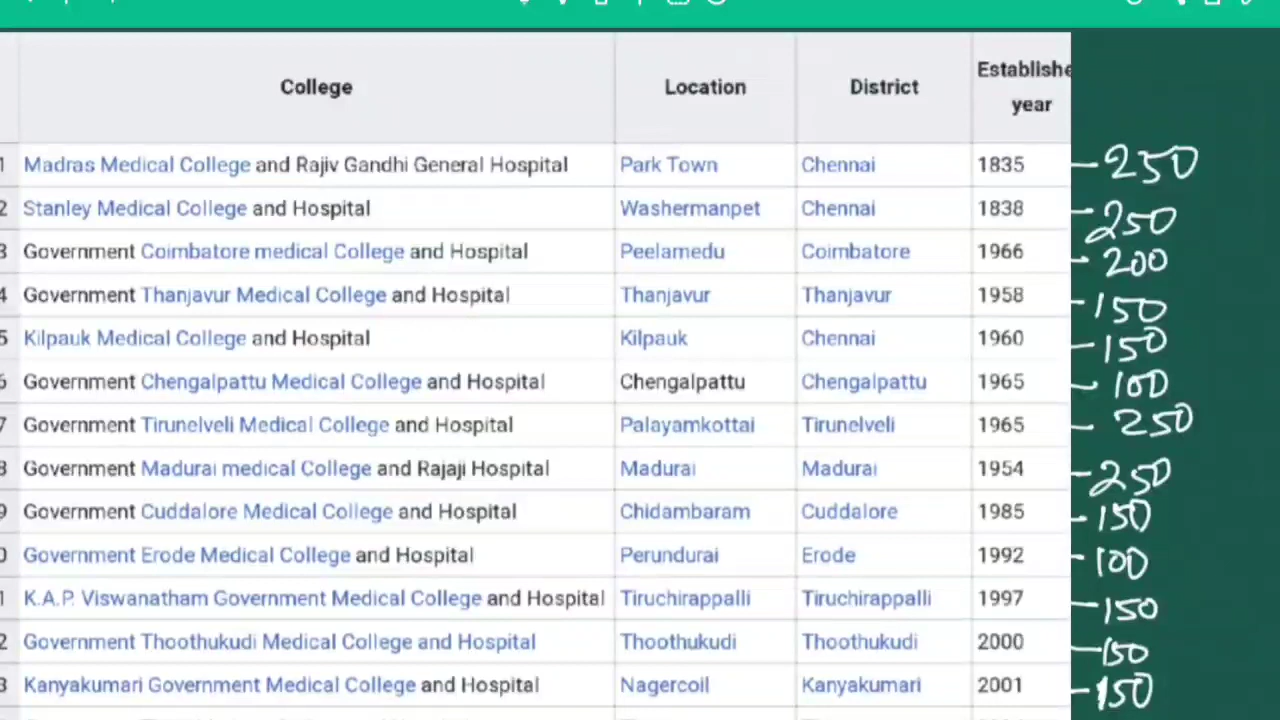 College Location District Establishe
year
1 Madras Medical College and Rajiv Gandhi General Hospital Park Town Chennai 1835 -250
2 Stanley Medical College and Hospital Washermanpet Chennai 1838 -250
3 Government Coimbatore medical College and Hospital Peelamedu Coimbatore 1966 - 200
4 Government Thanjavur Medical College and Hospital Thanjavur Thanjavur 1958 -150
5 Kilpauk Medical College and Hospital Kilpauk Chennai 1960 -150
6 Government Chengalpattu Medical College and Hospital Chengalpattu Chengalpattu 1965 - 100
7 Government Tirunelveli Medical College and Hospital Palayamkottai Tirunelveli 1965 - 250
8 Government Madurai medical College and Rajaji Hospital Madurai Madurai 1954 -250
9 Government Cuddalore Medical College and Hospital Chidambaram Cuddalore 1985 -150
0 Government Erode Medical College and Hospital Perundurai Erode 1992 -100
1 K.A.P. Viswanatham Government Medical College and Hospital Tiruchirappalli Tiruchirappalli 1997 -150
2 Government Thoothukudi Medical College and Hospital Thoothukudi Thoothukudi 2000 -150
3 Kanyakumari Government Medical College and Hospital Nagercoil Kanyakumari 2001 -150